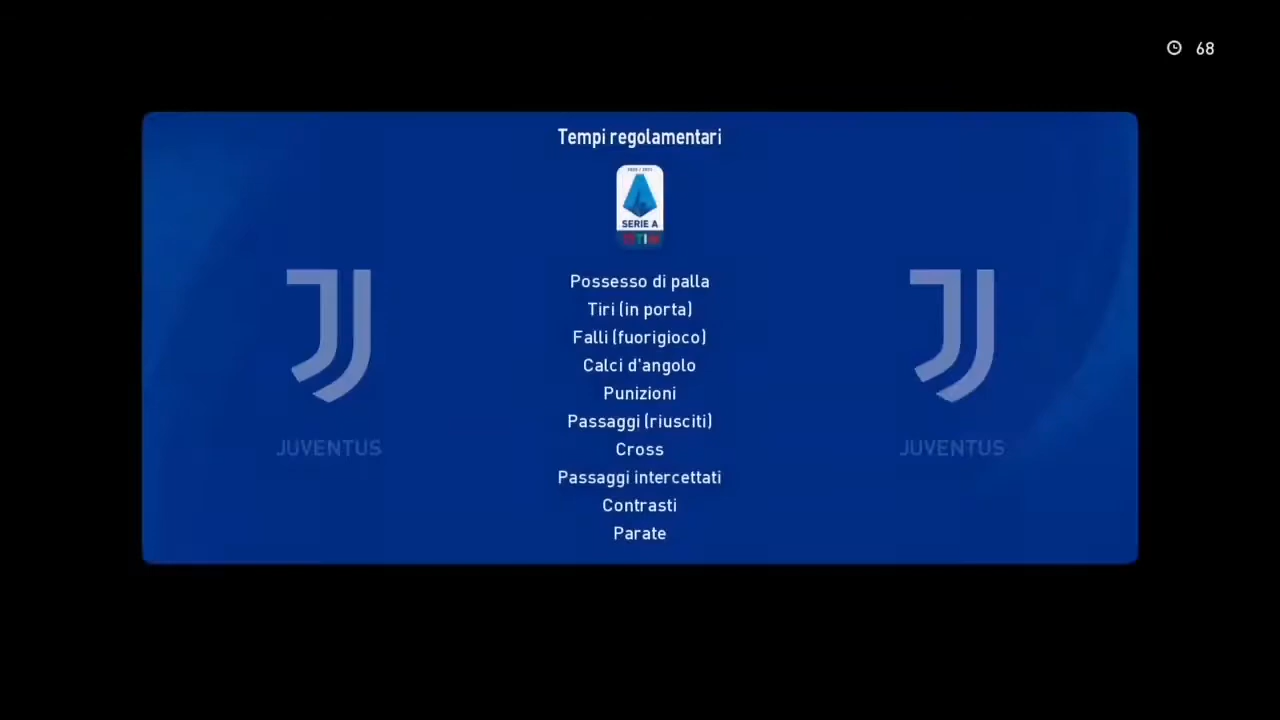 68
Tempi regolamentari
SERIE A
TIM
Possesso di palla
Tiri (in porta)
Falli (fuorigioco)
Calci d'angolo
Punizioni
Passaggi (riusciti)
Cross
Passaggi intercettati
Contrasti
Parate
JUVENTUS
JUVENTUS